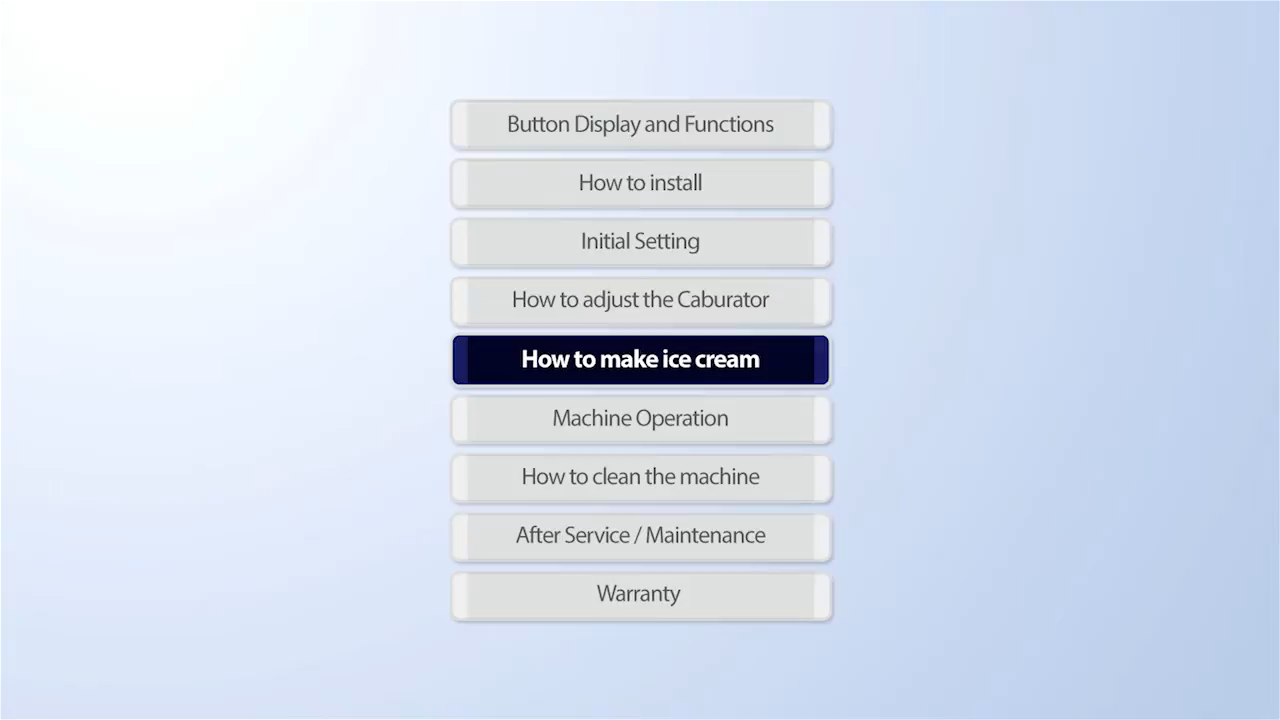 Button Display and Functions
How to install
Initial Setting
How to adjust the Caburator
How to make ice cream
Machine Operation
How to clean the machine
After Service / Maintenance
Warranty